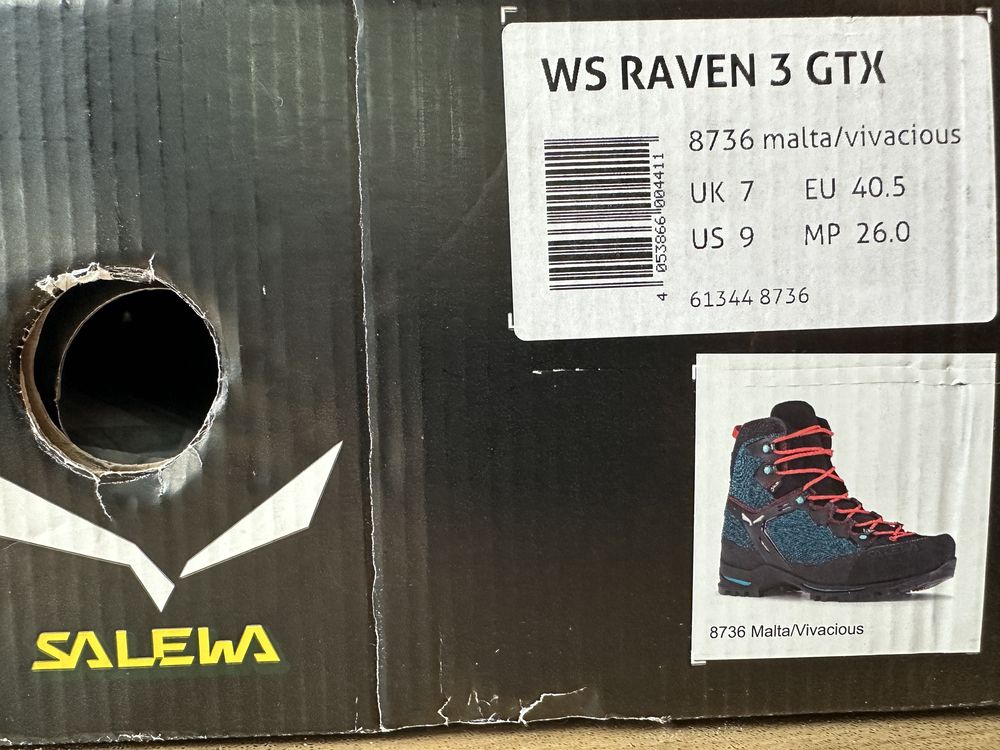 WS RAVEN 3 GTX
8736 malta/vivacious
UK 7 EU 40.5
US 9 MP 26.0
4 053866 004411
61344 8736
8736 Malta/Vivacious
SALEWA